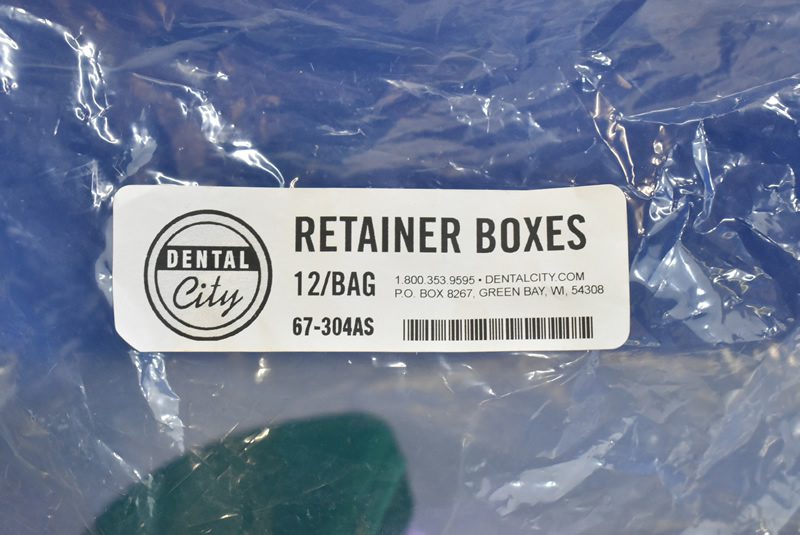 DENTAL
City
RETAINER BOXES
12/BAG
1.800.353.9595 • DENTALCITY.COM
P.O. BOX 8267, GREEN BAY, WI, 54308
67-304AS